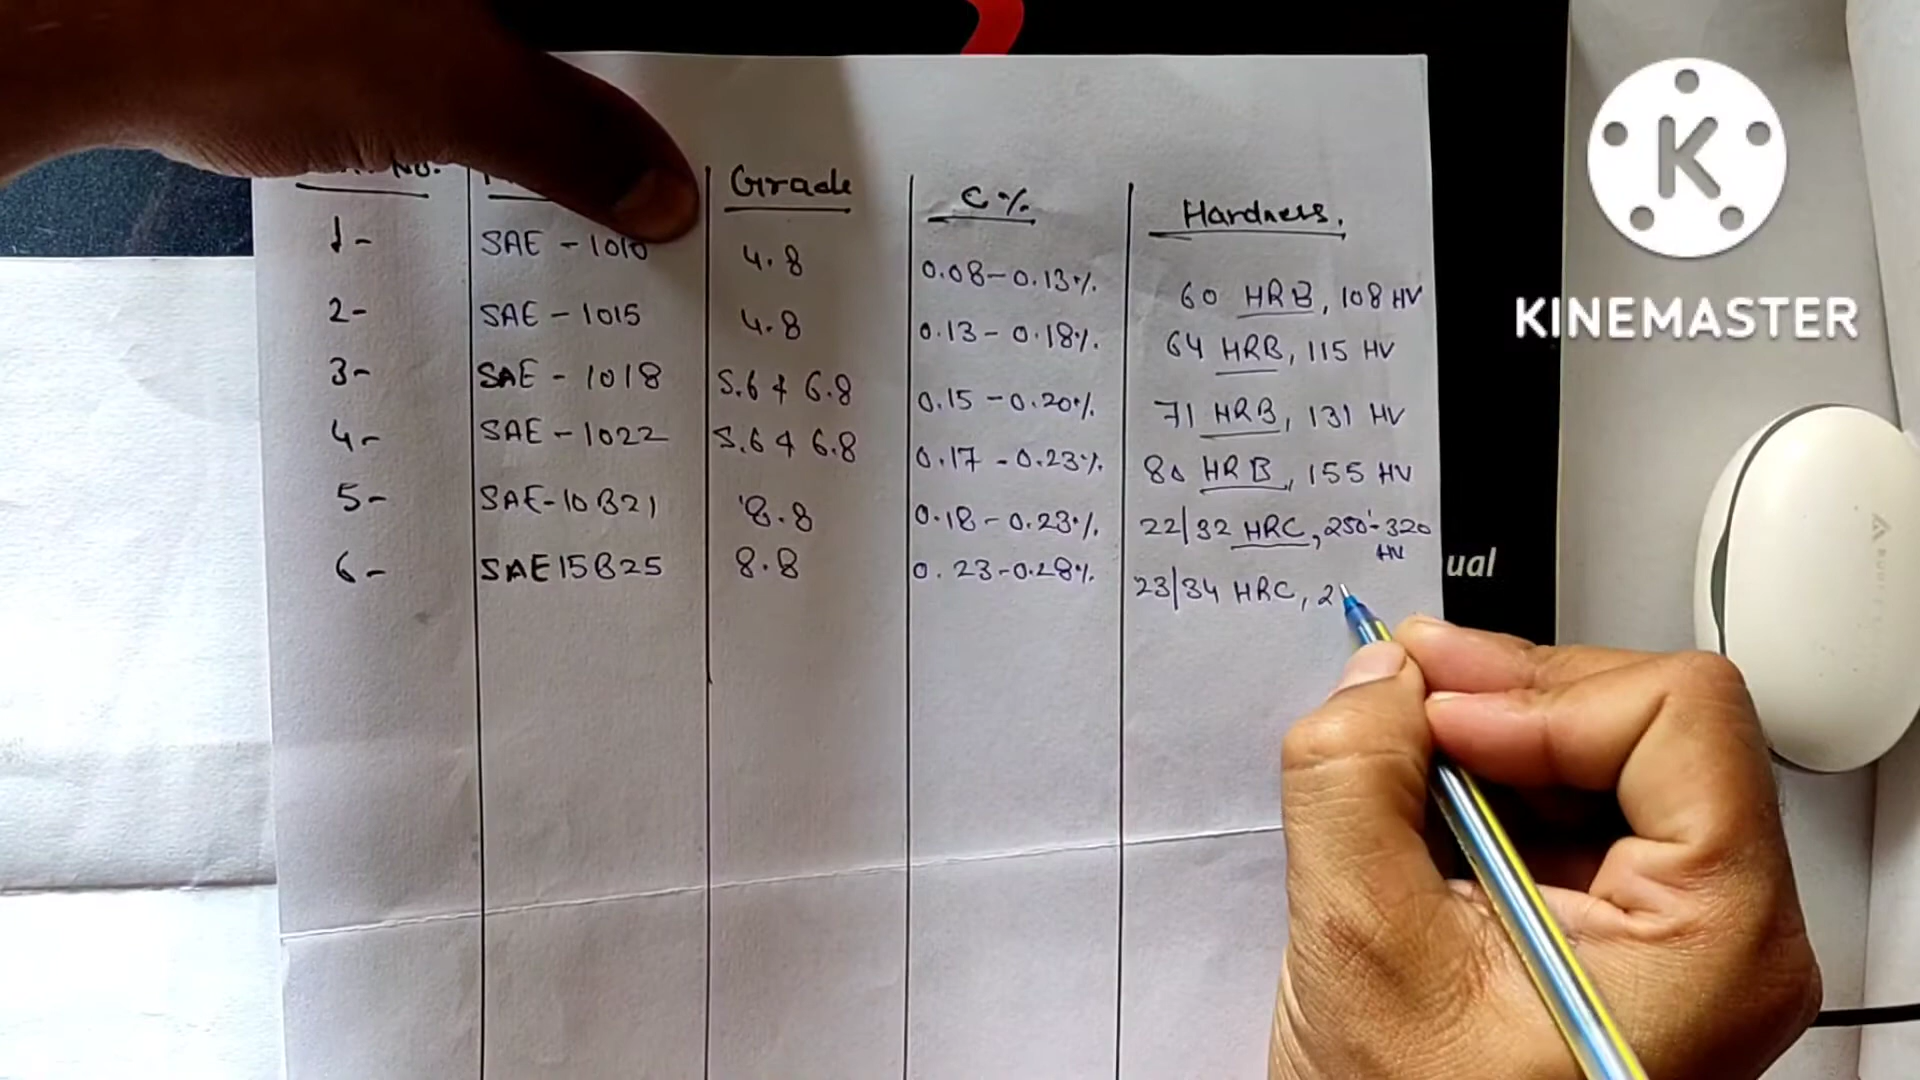 No. Grade C% Hardness.
1- SAE - 1010 4.8 0.08-0.13% 60 HRB, 108 HV
2- SAE - 1015 4.8 0.13-0.18% 64 HRB, 115 HV
3- SAE - 1018 5.6 & 6.8 0.15-0.20% 71 HRB, 131 HV
4- SAE - 1022 5.6 & 6.8 0.17-0.23% 80 HRB, 155 HV
5- SAE-10B21 8.8 0.18-0.23% 22/32 HRC, 250-320 HV
6- SAE15B25 8.8 0.23-0.28% 23/34 HRC, 2
K
KINEMASTER
ual